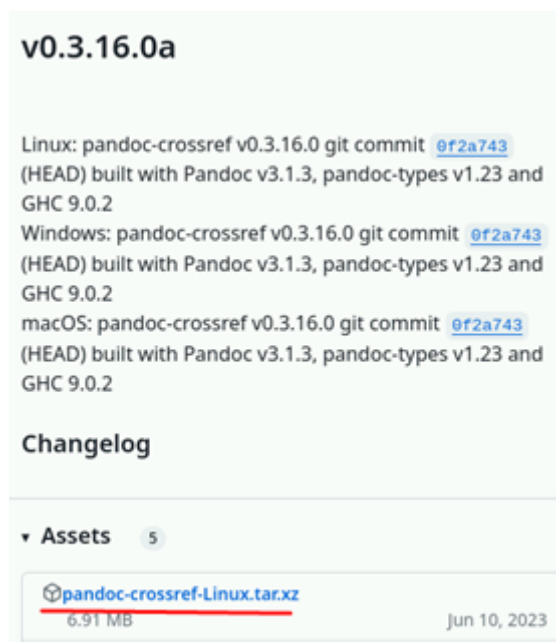 v0.3.16.0a
Linux: pandoc-crossref v0.3.16.0 git commit 0f2a743
(HEAD) built with Pandoc v3.1.3, pandoc-types v1.23 and
GHC 9.0.2
Windows: pandoc-crossref v0.3.16.0 git commit 0f2a743
(HEAD) built with Pandoc v3.1.3, pandoc-types v1.23 and
GHC 9.0.2
macOS: pandoc-crossref v0.3.16.0 git commit 0f2a743
(HEAD) built with Pandoc v3.1.3, pandoc-types v1.23 and
GHC 9.0.2
Changelog
Assets 5
pandoc-crossref-Linux.tar.xz
6.91 MB Jun 10, 2023